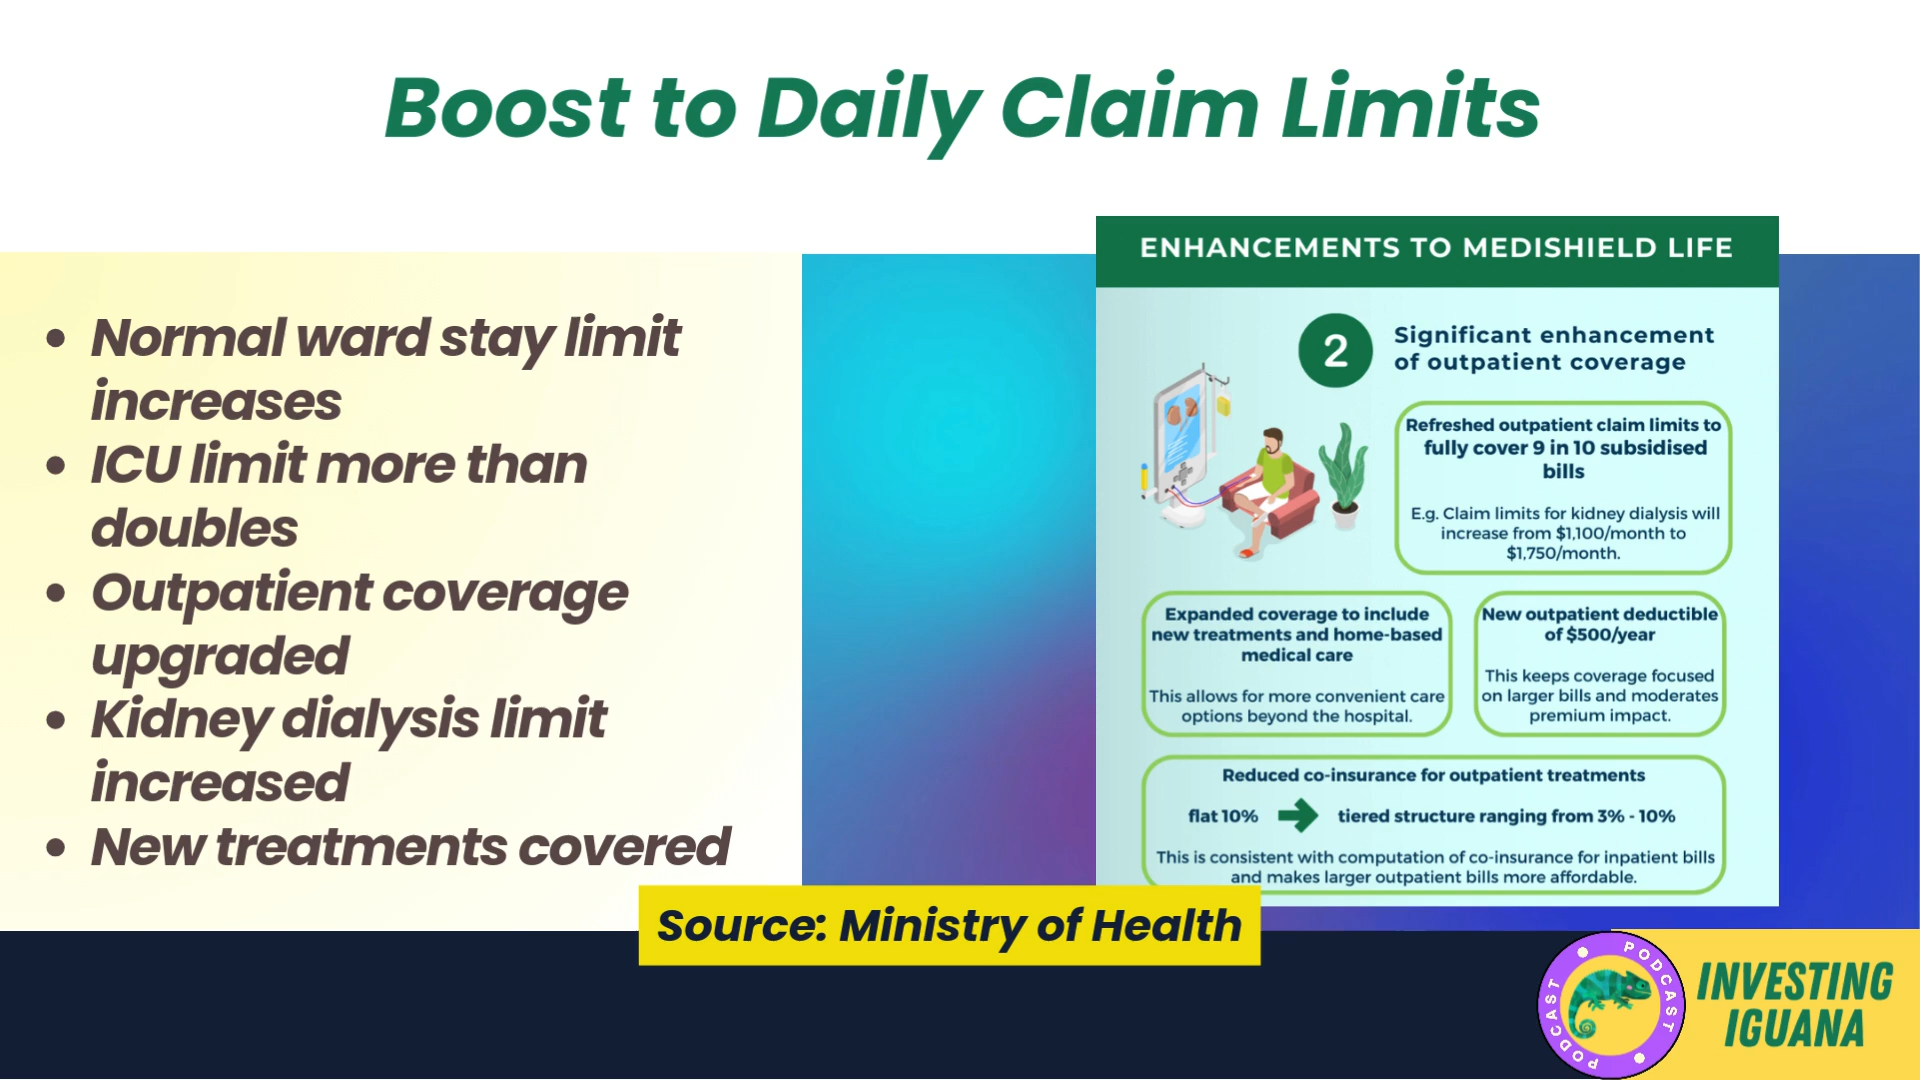 Boost to Daily Claim Limits
• Normal ward stay limit
increases
• ICU limit more than
doubles
• Outpatient coverage
upgraded
• Kidney dialysis limit
increased
• New treatments covered
ENHANCEMENTS TO MEDISHIELD LIFE
2
Significant enhancement
of outpatient coverage
Refreshed outpatient claim limits to
fully cover 9 in 10 subsidised
bills
E.g. Claim limits for kidney dialysis will
increase from $1,100/month to
$1,750/month.
Expanded coverage to include
new treatments and home-based
medical care
This allows for more convenient care
options beyond the hospital.
New outpatient deductible
of $500/year
This keeps coverage focused
on larger bills and moderates
premium impact.
Reduced co-insurance for outpatient treatments
flat 10%
tiered structure ranging from 3% - 10%
This is consistent with computation of co-insurance for inpatient bills
and makes larger outpatient bills more affordable.
Source: Ministry of Health
PODCAST
PODCAST
PODCAST
INVESTING
IGUANA